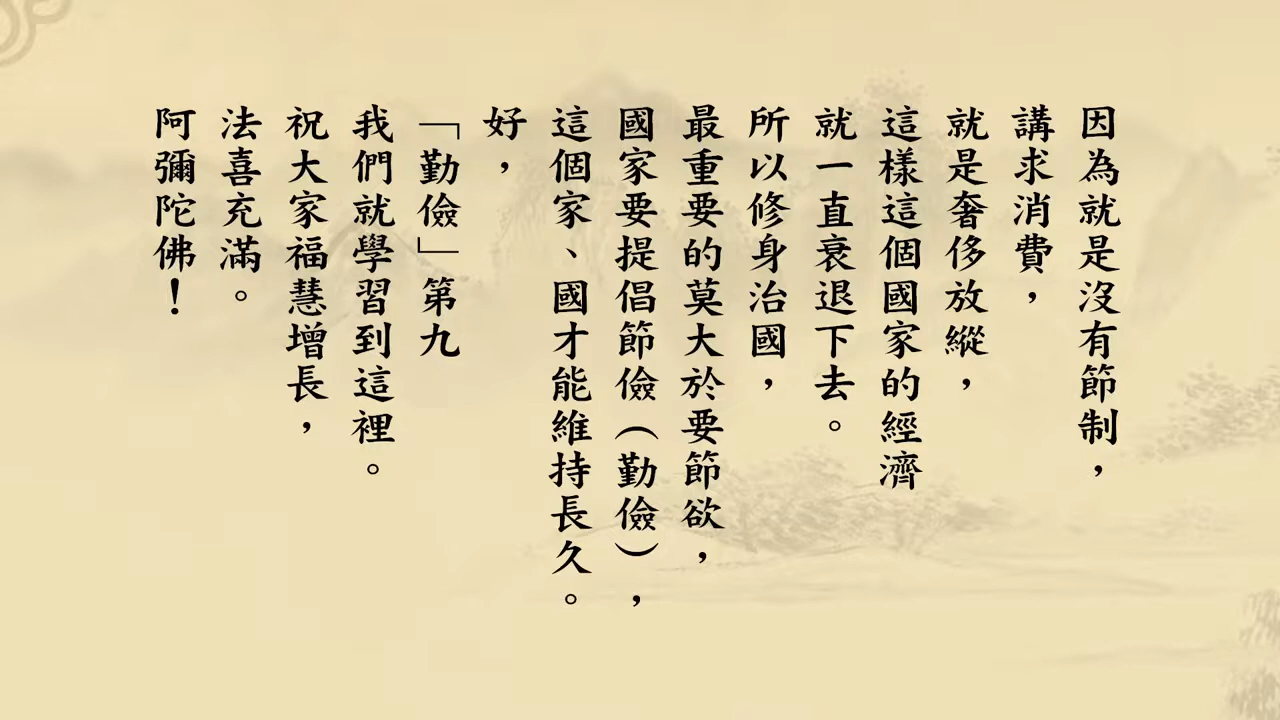 因為就是沒有節制，
講求消費，
就是奢侈放縱，
這樣這個國家的經濟
就一直衰退下去。
所以修身治國，
最重要的莫大於要節欲，
國家要提倡節儉（勤儉），
這個家、國才能維持長久。
好，
「勤儉」第九
我們就學習到這裡。
祝大家福慧增長，
法喜充滿。
阿彌陀佛！